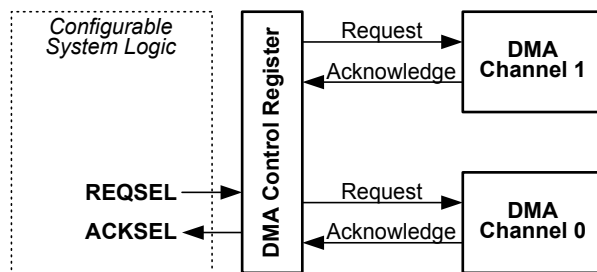 Configurable
System Logic
DMA Control Register
Request
Acknowledge
DMA
Channel 1
REQSEL
ACKSEL
Request
Acknowledge
DMA
Channel 0